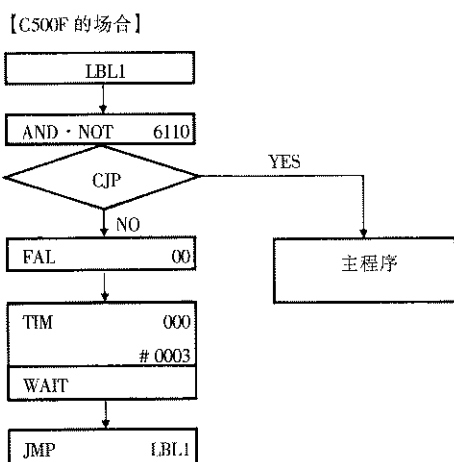 【C500F 的场合】
LBL1
AND · NOT 6110
CJP
YES
NO
FAL 00
主程序
TIM 000
# 0003
WAIT
JMP LBL1